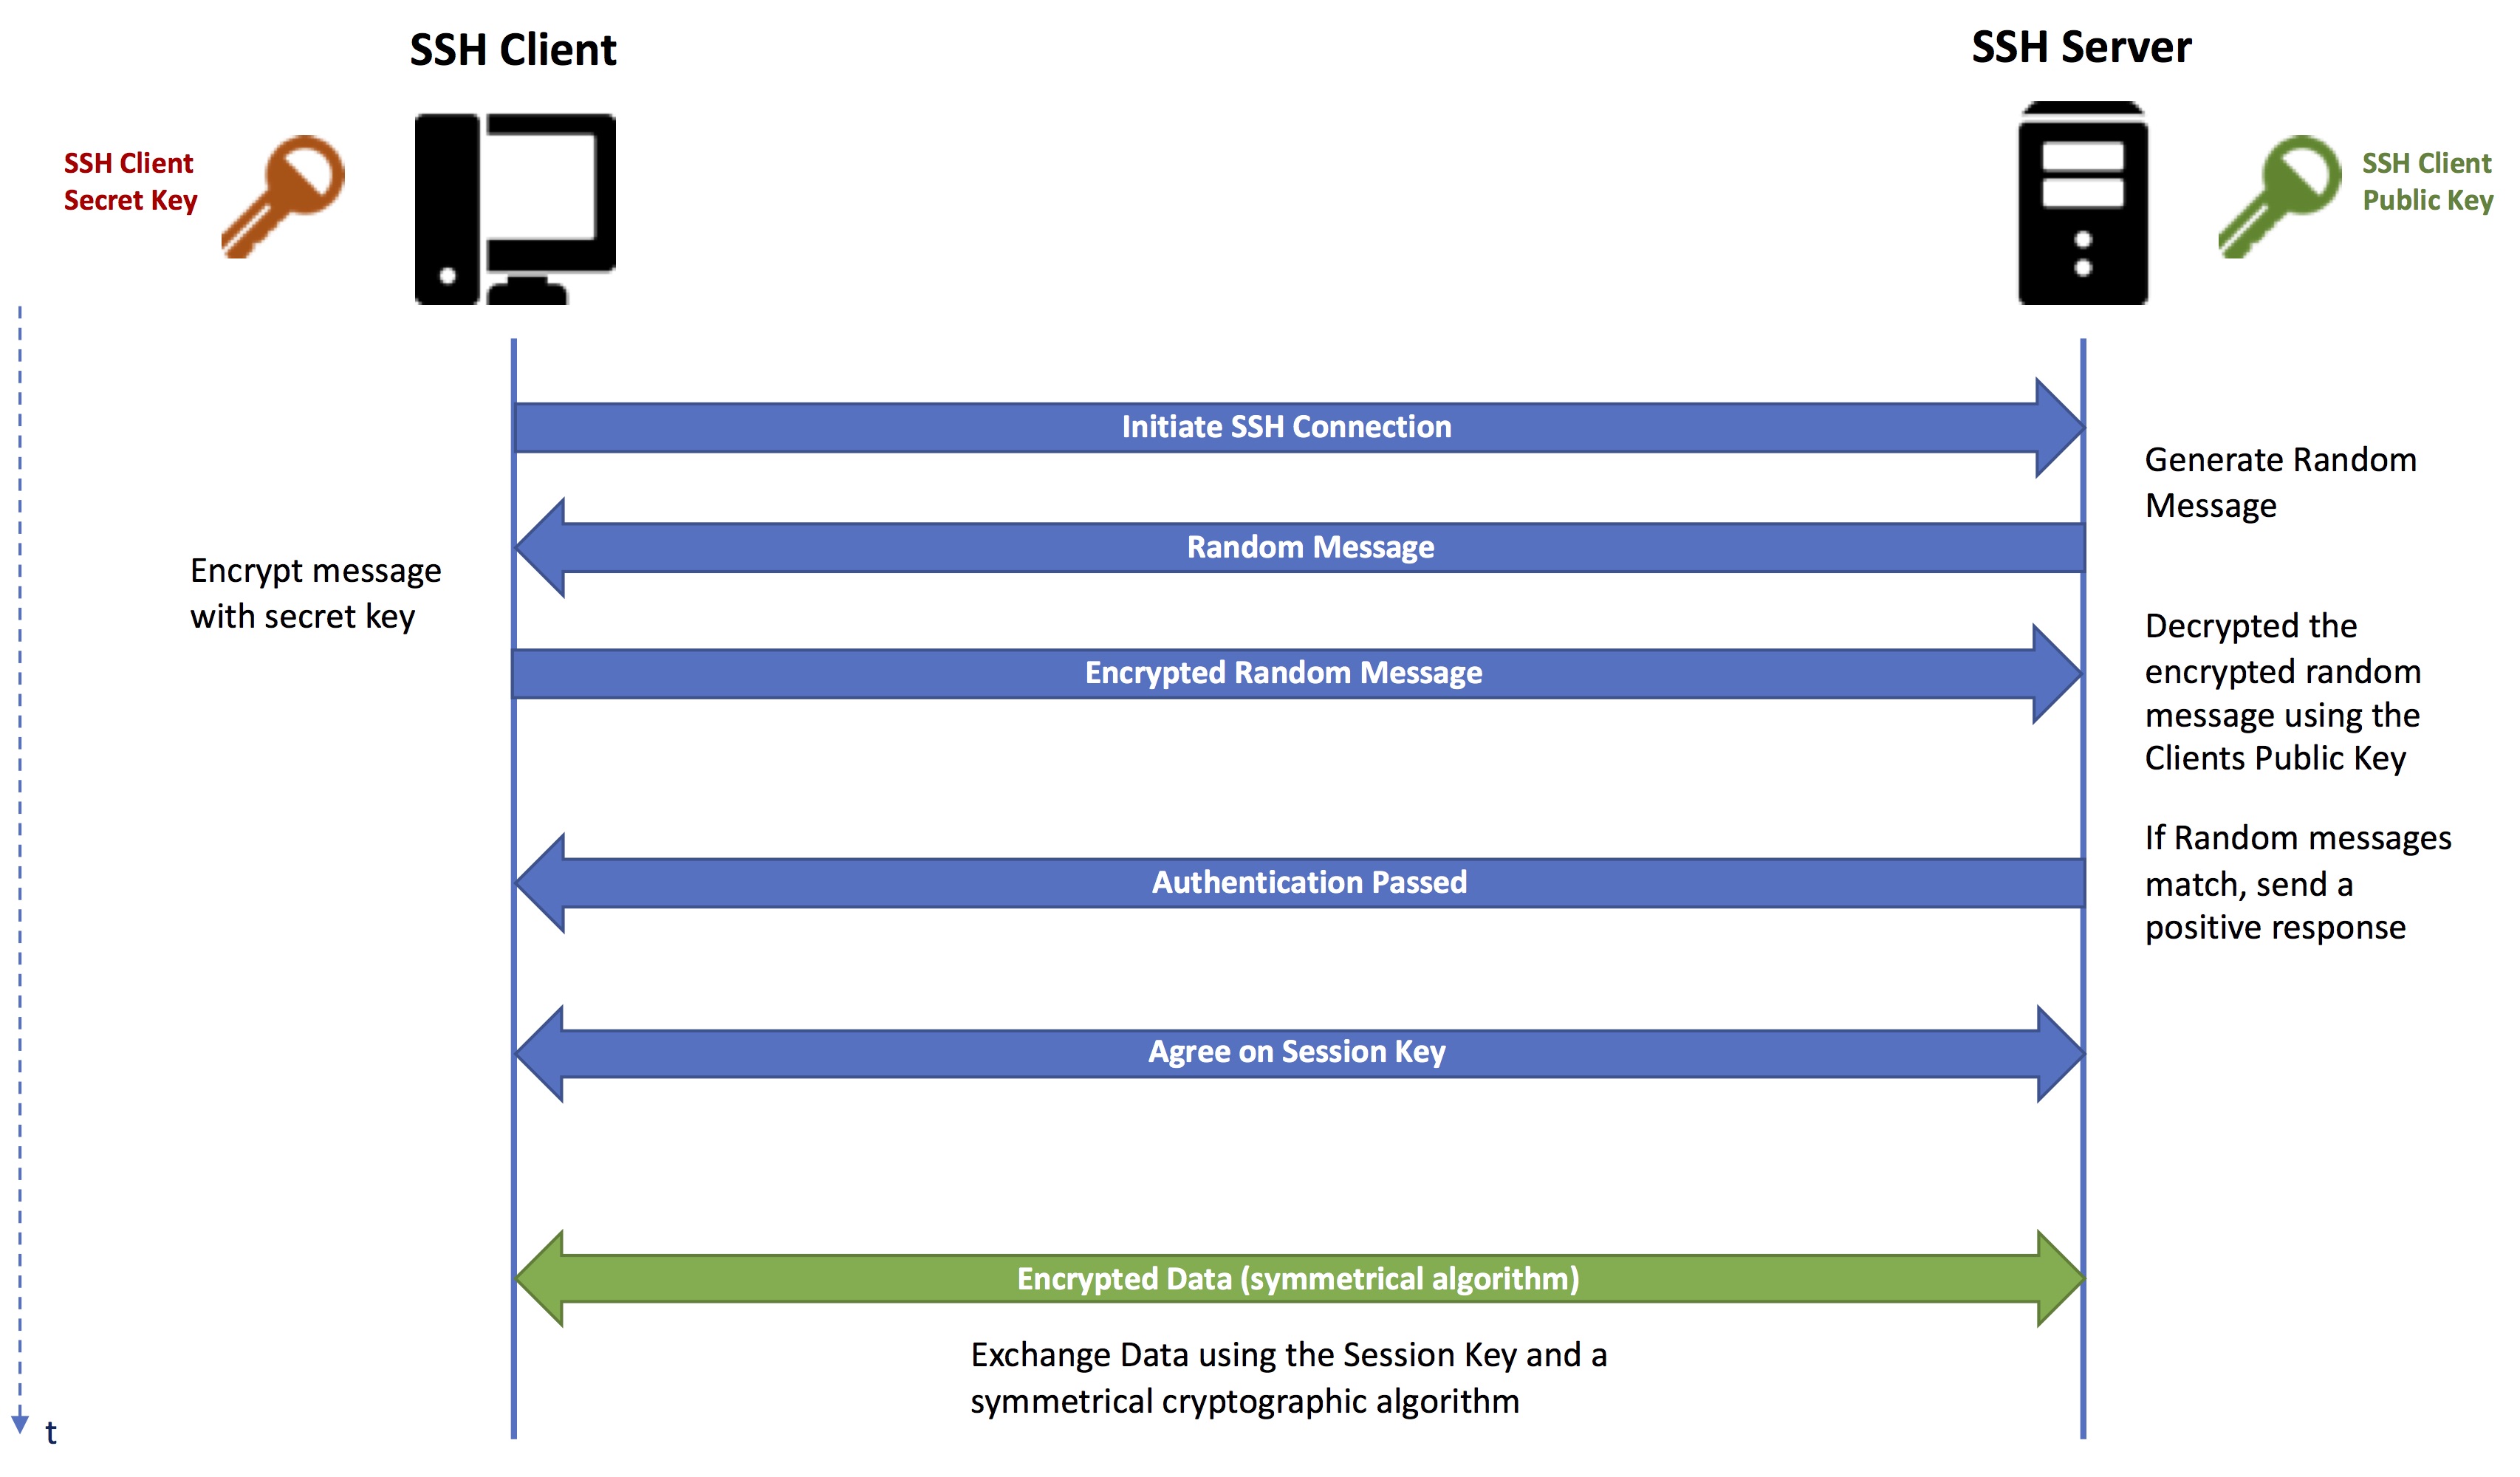 SSH Client
SSH Server
SSH Client
Secret Key
SSH Client
Public Key
Initiate SSH Connection
Generate Random
Message
Random Message
Encrypt message
with secret key
Encrypted Random Message
Decrypted the
encrypted random
message using the
Clients Public Key
Authentication Passed
If Random messages
match, send a
positive response
Agree on Session Key
Encrypted Data (symmetrical algorithm)
Exchange Data using the Session Key and a
symmetrical cryptographic algorithm
t